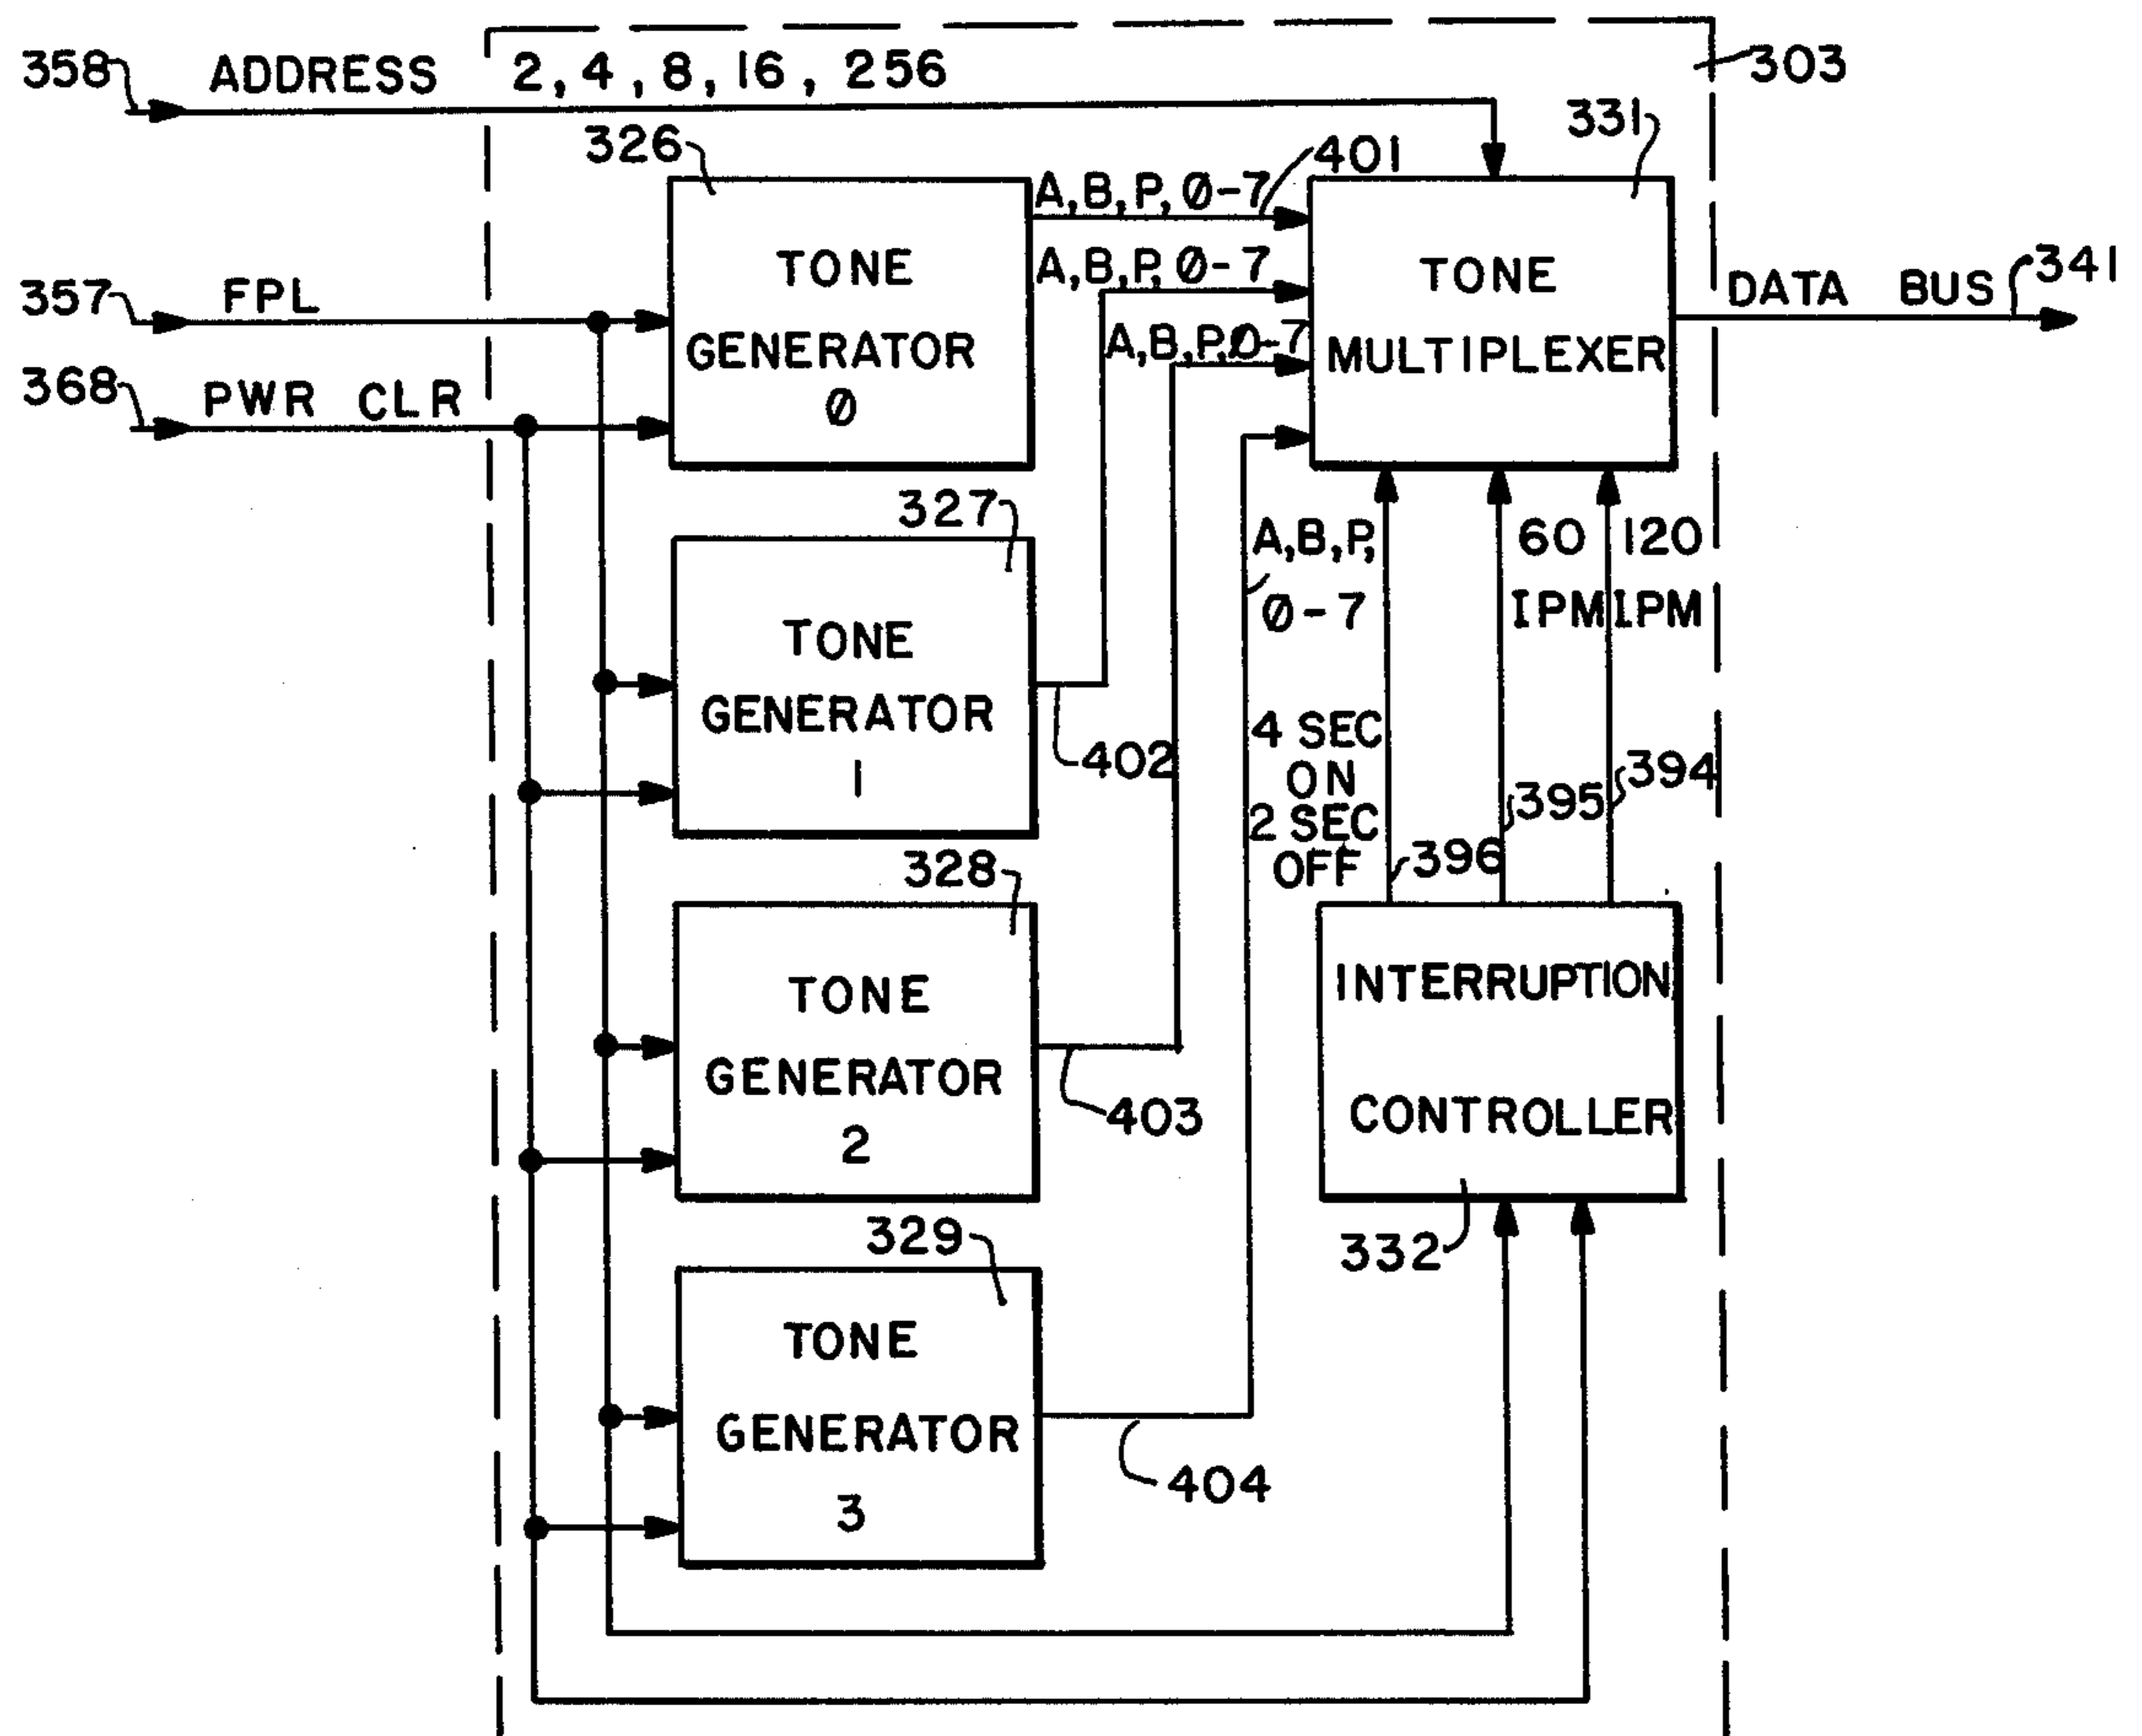 358 ADDRESS 2, 4, 8, 16, 256
303
326
331
401
A,B,P, Ø-7
TONE GENERATOR Ø
A,B,P, Ø-7
A,B,P,Ø-7
TONE MULTIPLEXER
DATA BUS 341
357 FPL
368 PWR CLR
327
A,B,P, Ø-7
60 IPM
120 IPM
TONE GENERATOR 1
402
4 SEC ON 2 SEC OFF
396
395
394
328
TONE GENERATOR 2
403
INTERRUPTION CONTROLLER
332
329
TONE GENERATOR 3
404